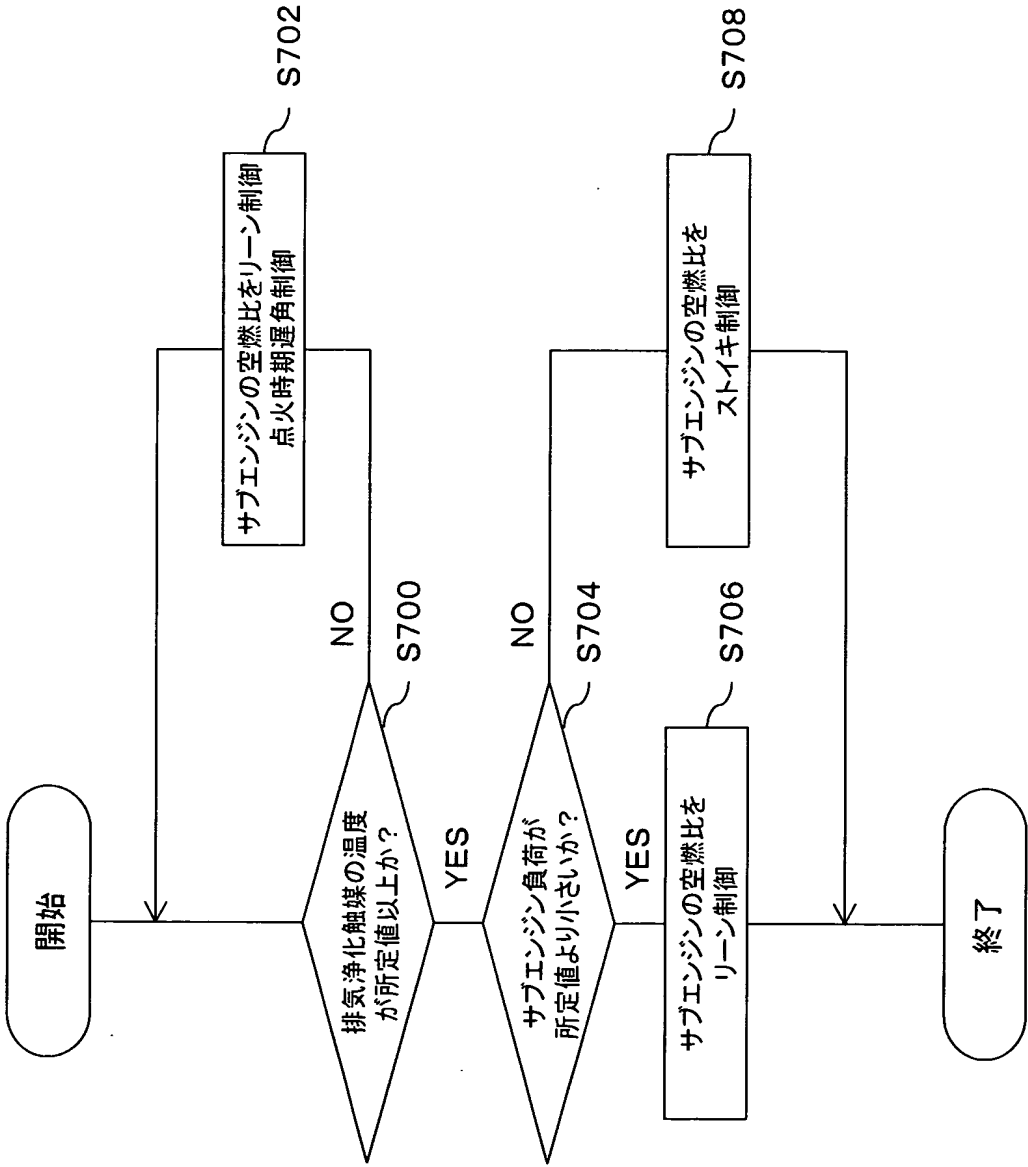 開始
排気浄化触媒の温度
が所定値以上か？
S700
NO
サブエンジンの空燃比をリーン制御
点火時期遅角制御
S702
YES
サブエンジン負荷が
所定値より小さいか？
S704
NO
サブエンジンの空燃比を
ストイキ制御
S708
YES
サブエンジンの空燃比を
リーン制御
S706
終了